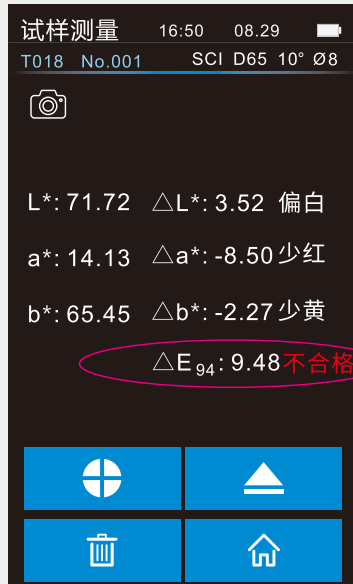 试样测量 16:50 08.29
T018 No.001 SCI D65 10° Ø8
L*: 71.72 △L*: 3.52 偏白
a*: 14.13 △a*: -8.50 少红
b*: 65.45 △b*: -2.27 少黄
△E94: 9.48 不合格